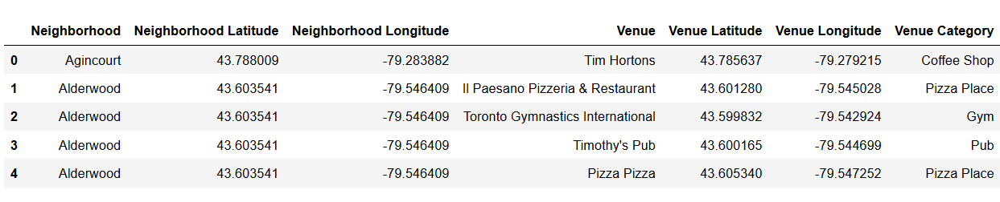 Neighborhood Neighborhood Latitude Neighborhood Longitude Venue Venue Latitude Venue Longitude Venue Category
0 Agincourt 43.788009 -79.283882 Tim Hortons 43.785637 -79.279215 Coffee Shop
1 Alderwood 43.603541 -79.546409 Il Paesano Pizzeria & Restaurant 43.601280 -79.545028 Pizza Place
2 Alderwood 43.603541 -79.546409 Toronto Gymnastics International 43.599832 -79.542924 Gym
3 Alderwood 43.603541 -79.546409 Timothy's Pub 43.600165 -79.544699 Pub
4 Alderwood 43.603541 -79.546409 Pizza Pizza 43.605340 -79.547252 Pizza Place